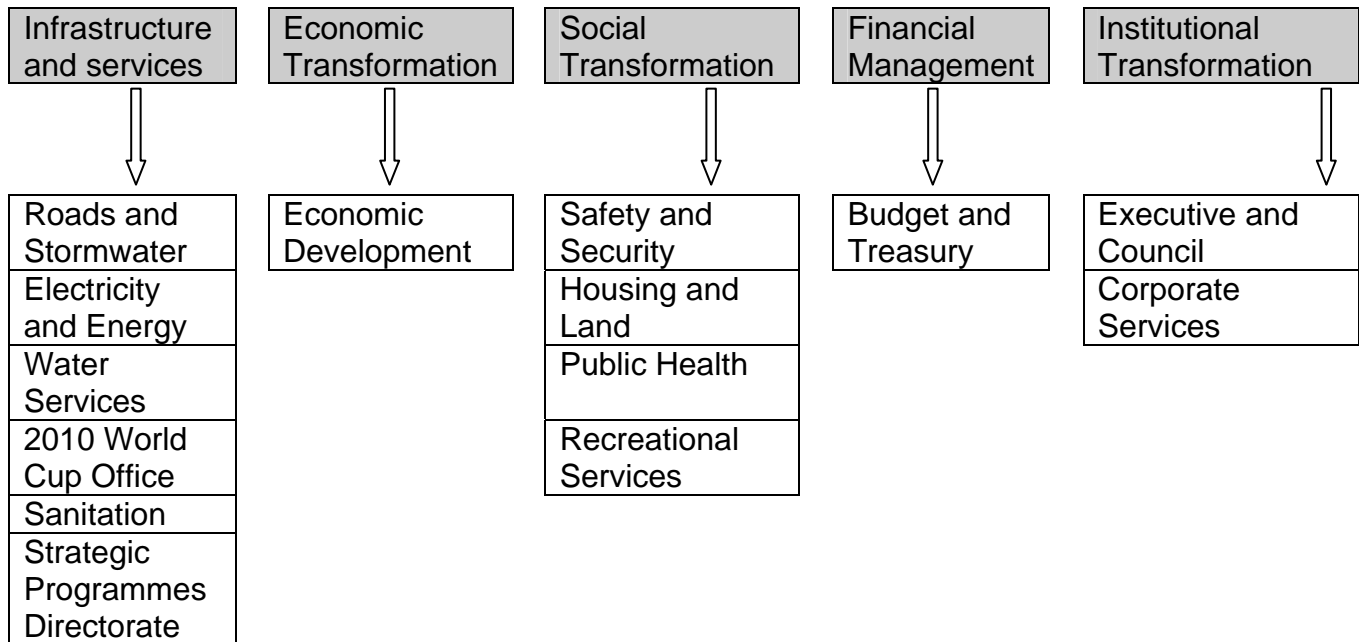 Infrastructure
and services
Economic
Transformation
Social
Transformation
Financial
Management
Institutional
Transformation
Roads and
Stormwater
Electricity
and Energy
Water
Services
2010 World
Cup Office
Sanitation
Strategic
Programmes
Directorate
Economic
Development
Safety and
Security
Housing and
Land
Public Health
Recreational
Services
Budget and
Treasury
Executive and
Council
Corporate
Services